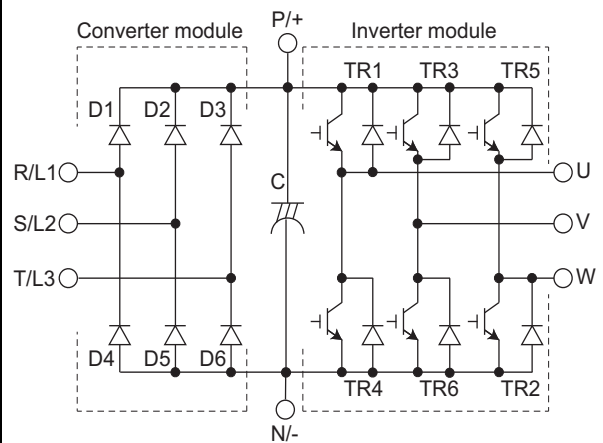 P/+
Converter module
Inverter module
TR1
TR3
TR5
D1
D2
D3
R/L1
C
U
S/L2
V
T/L3
W
D4
D5
D6
TR4
TR6
TR2
N/-